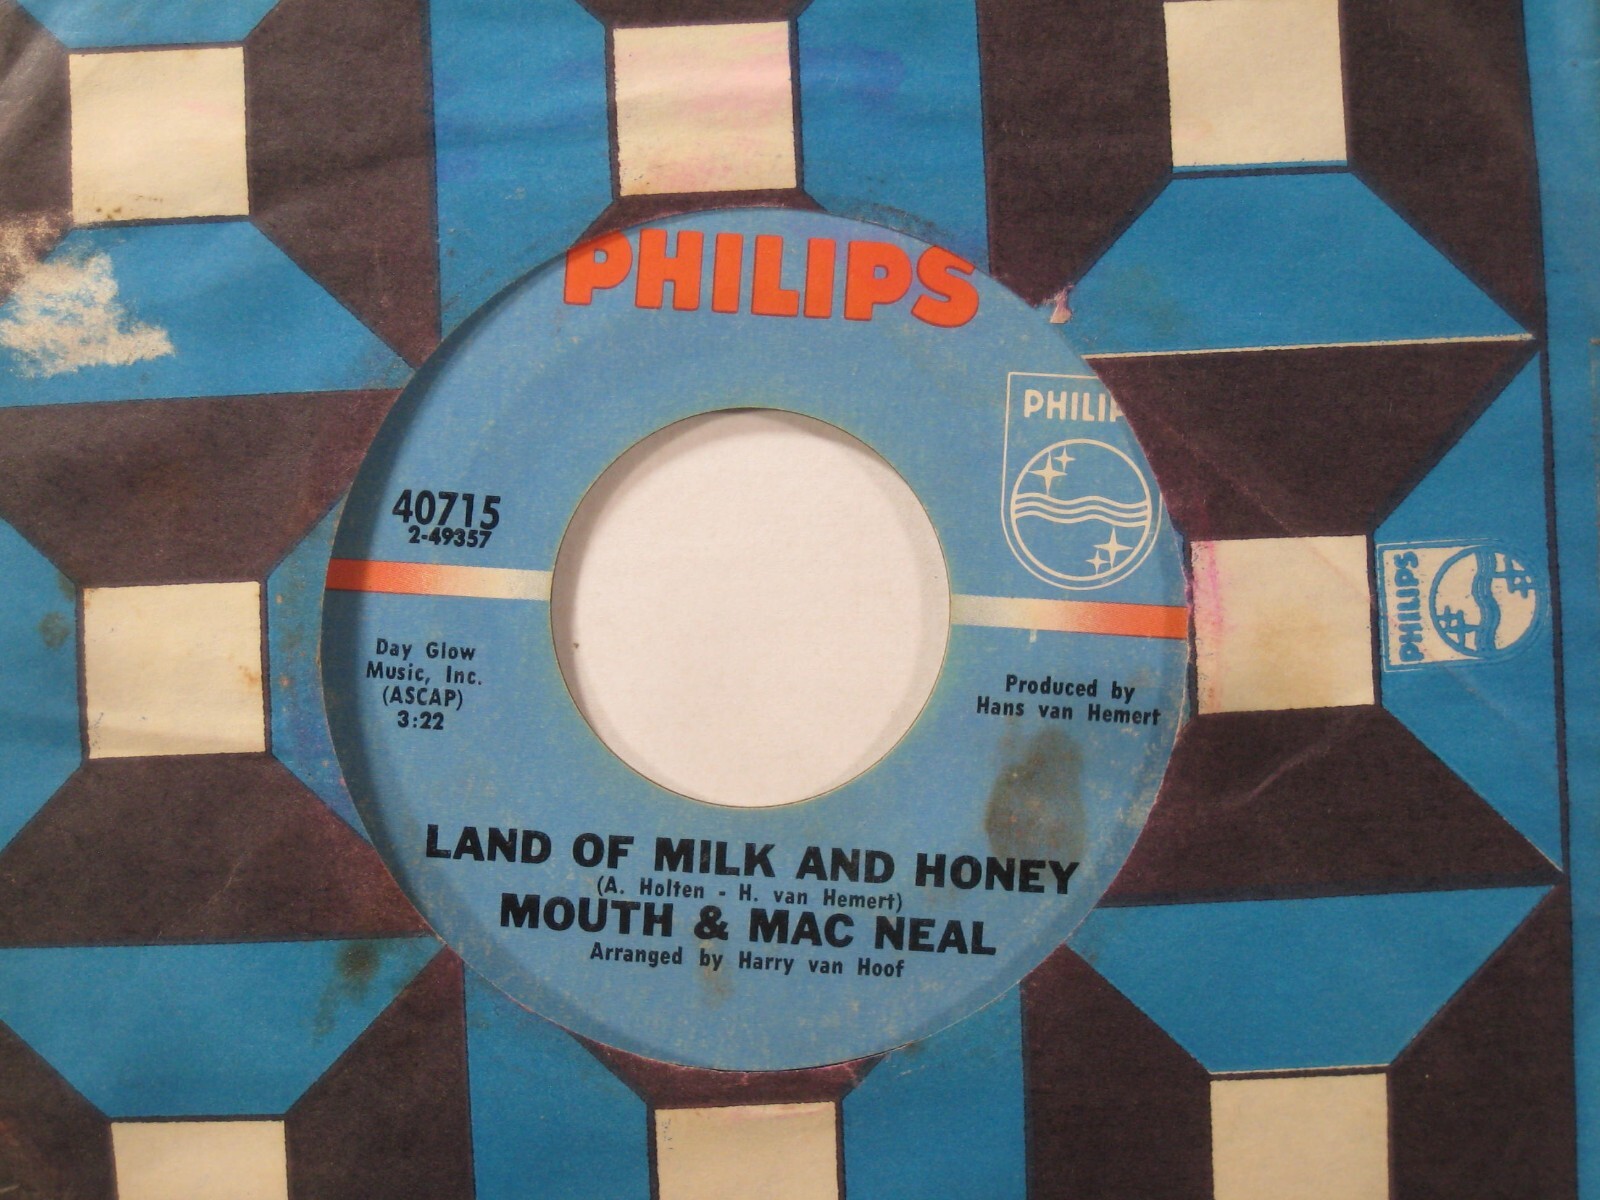 PHILIPS
PHILIP
40715
2-49357
PHILIPS
Day Glow
Music, Inc.
(ASCAP)
3:22
Produced by
Hans van Hemert
LAND OF MILK AND HONEY
(A. Holten - H. van Hemert)
MOUTH & MAC NEAL
Arranged by Harry van Hoof